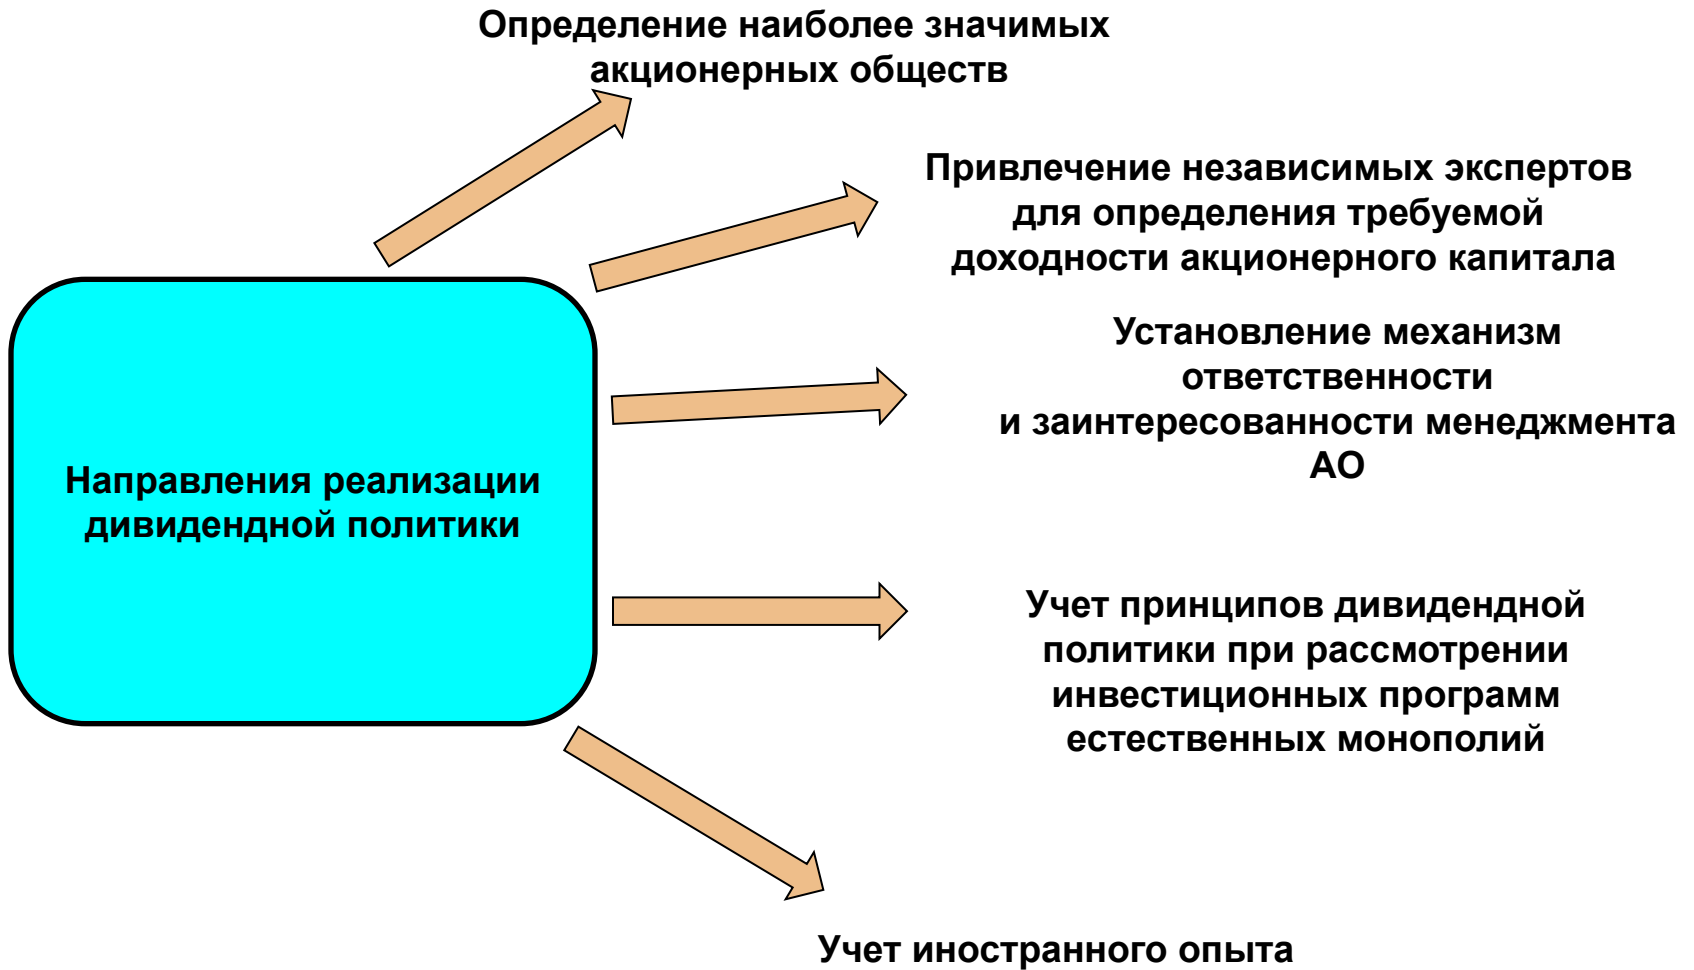 Определение наиболее значимых
акционерных обществ
Привлечение независимых экспертов
для определения требуемой
доходности акционерного капитала
Установление механизм
ответственности
и заинтересованности менеджмента
АО
Направления реализации
дивидендной политики
Учет принципов дивидендной
политики при рассмотрении
инвестиционных программ
естественных монополий
Учет иностранного опыта